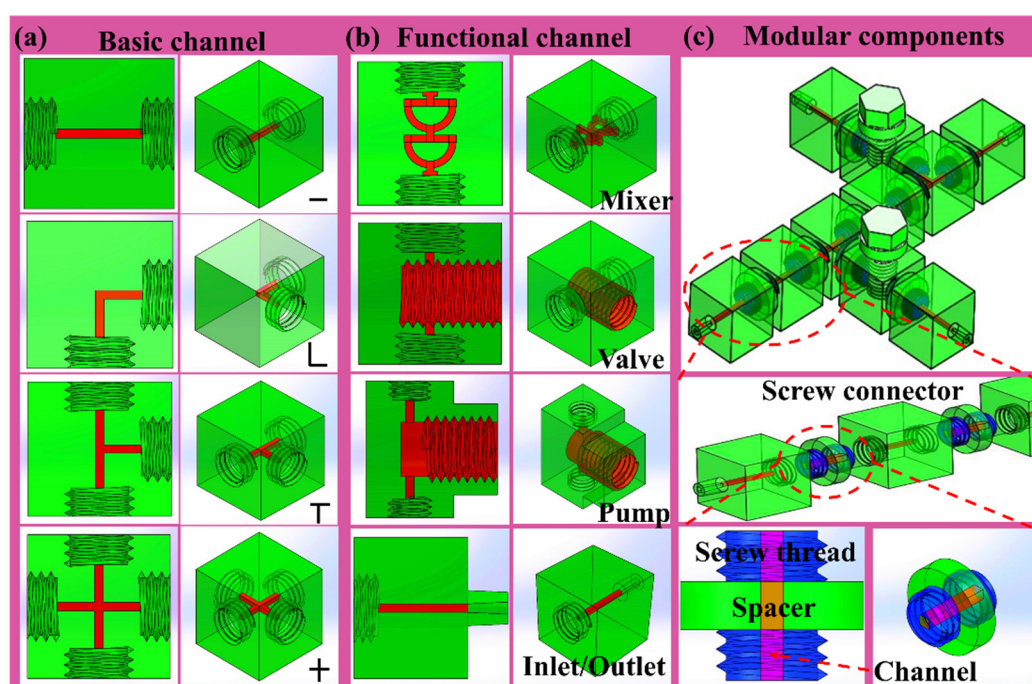 (a) Basic channel
(b) Functional channel
(c) Modular components
Mixer
Valve
Pump
Inlet/Outlet
Screw connector
Screw thread
Spacer
Channel